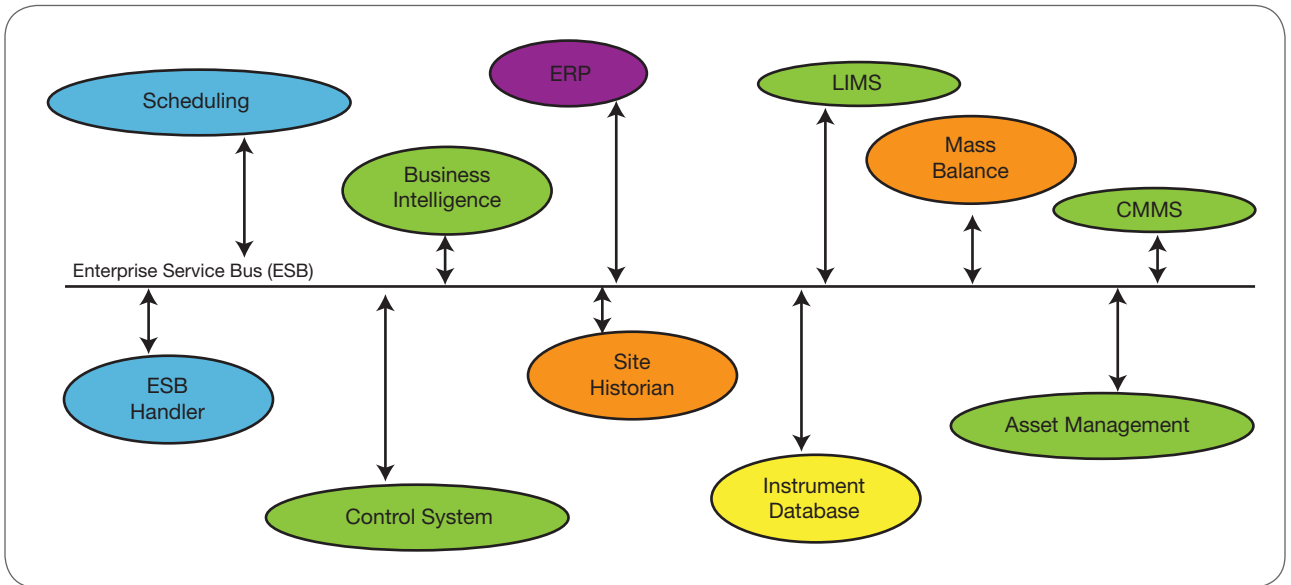 ERP
LIMS
Scheduling
Mass
Balance
Business
Intelligence
CMMS
Enterprise Service Bus (ESB)
Site
Historian
ESB
Handler
Asset Management
Instrument
Database
Control System